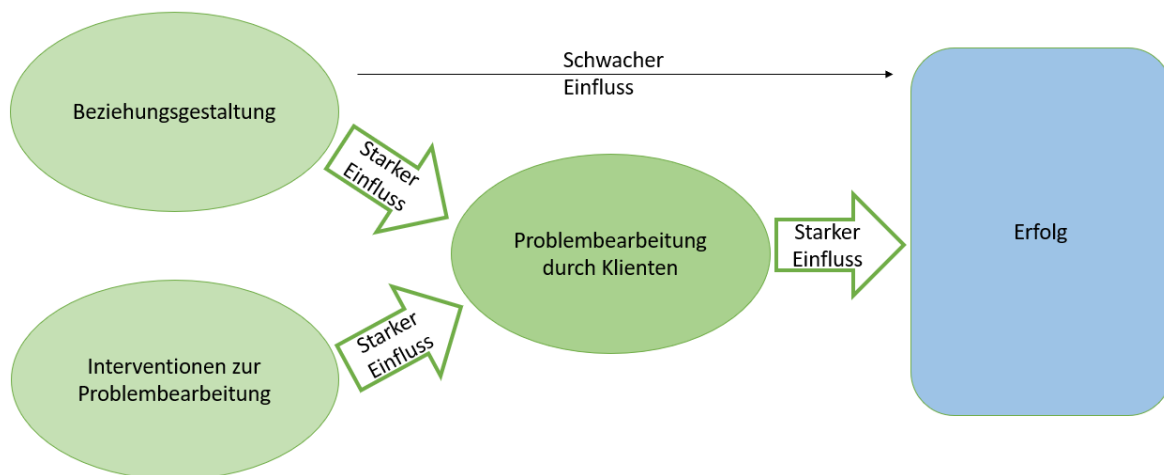 Schwacher
Einfluss
Beziehungsgestaltung
Starker
Einfluss
Problembearbeitung
durch Klienten
Starker
Einfluss
Erfolg
Starker
Einfluss
Interventionen zur
Problembearbeitung